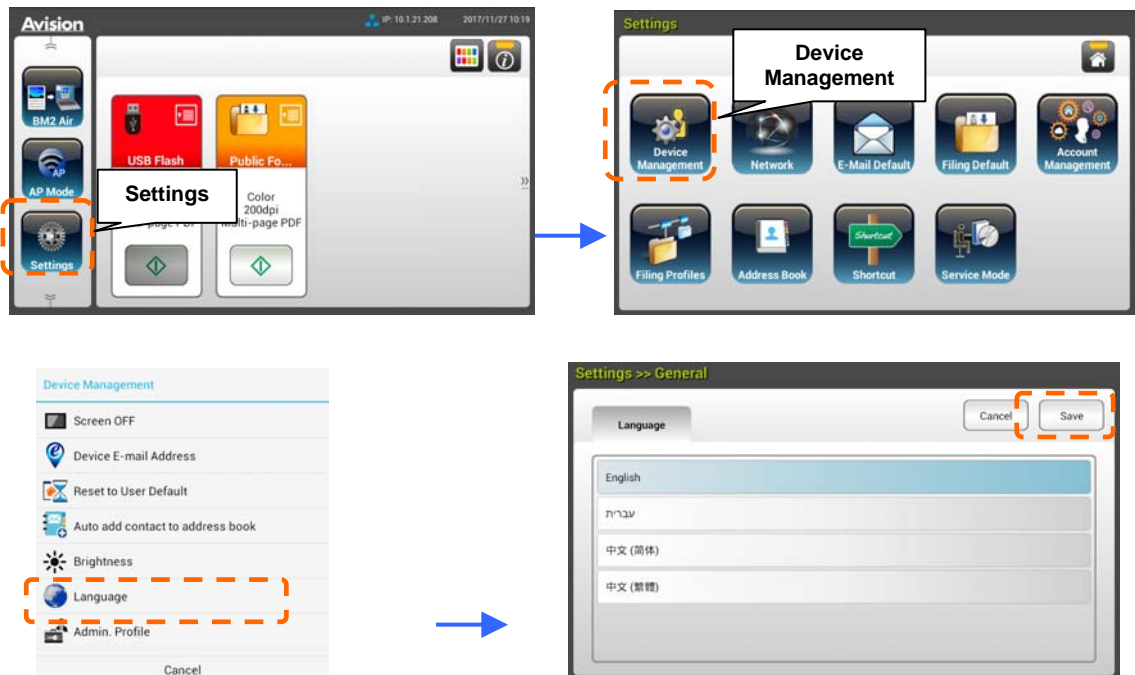 Avision
IP: 10.1.21.208
2017/11/27 10:19
BM2 Air
AP Mode
Settings
USB Flash
Public Fo...
Settings
Color
200dpi
Multi-page PDF
Settings
Device
Management
Device
Management
Network
E-Mail Default
Filing Default
Account
Management
Filing Profiles
Address Book
Shortcut
Shortcut
Service Mode
Device Management
Screen OFF
Device E-mail Address
Reset to User Default
Auto add contact to address book
Brightness
Language
Admin. Profile
Cancel
Settings >> General
Language
Cancel
Save
English
עברית
中文 (简体)
中文 (繁體)